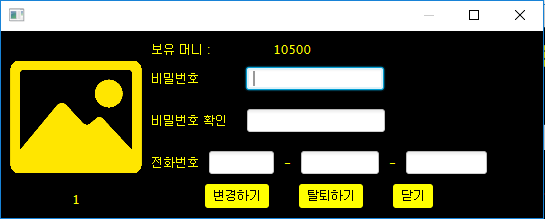 보유 머니 : 10500
비밀번호
비밀번호 확인
전화번호 - -
1
변경하기 탈퇴하기 닫기